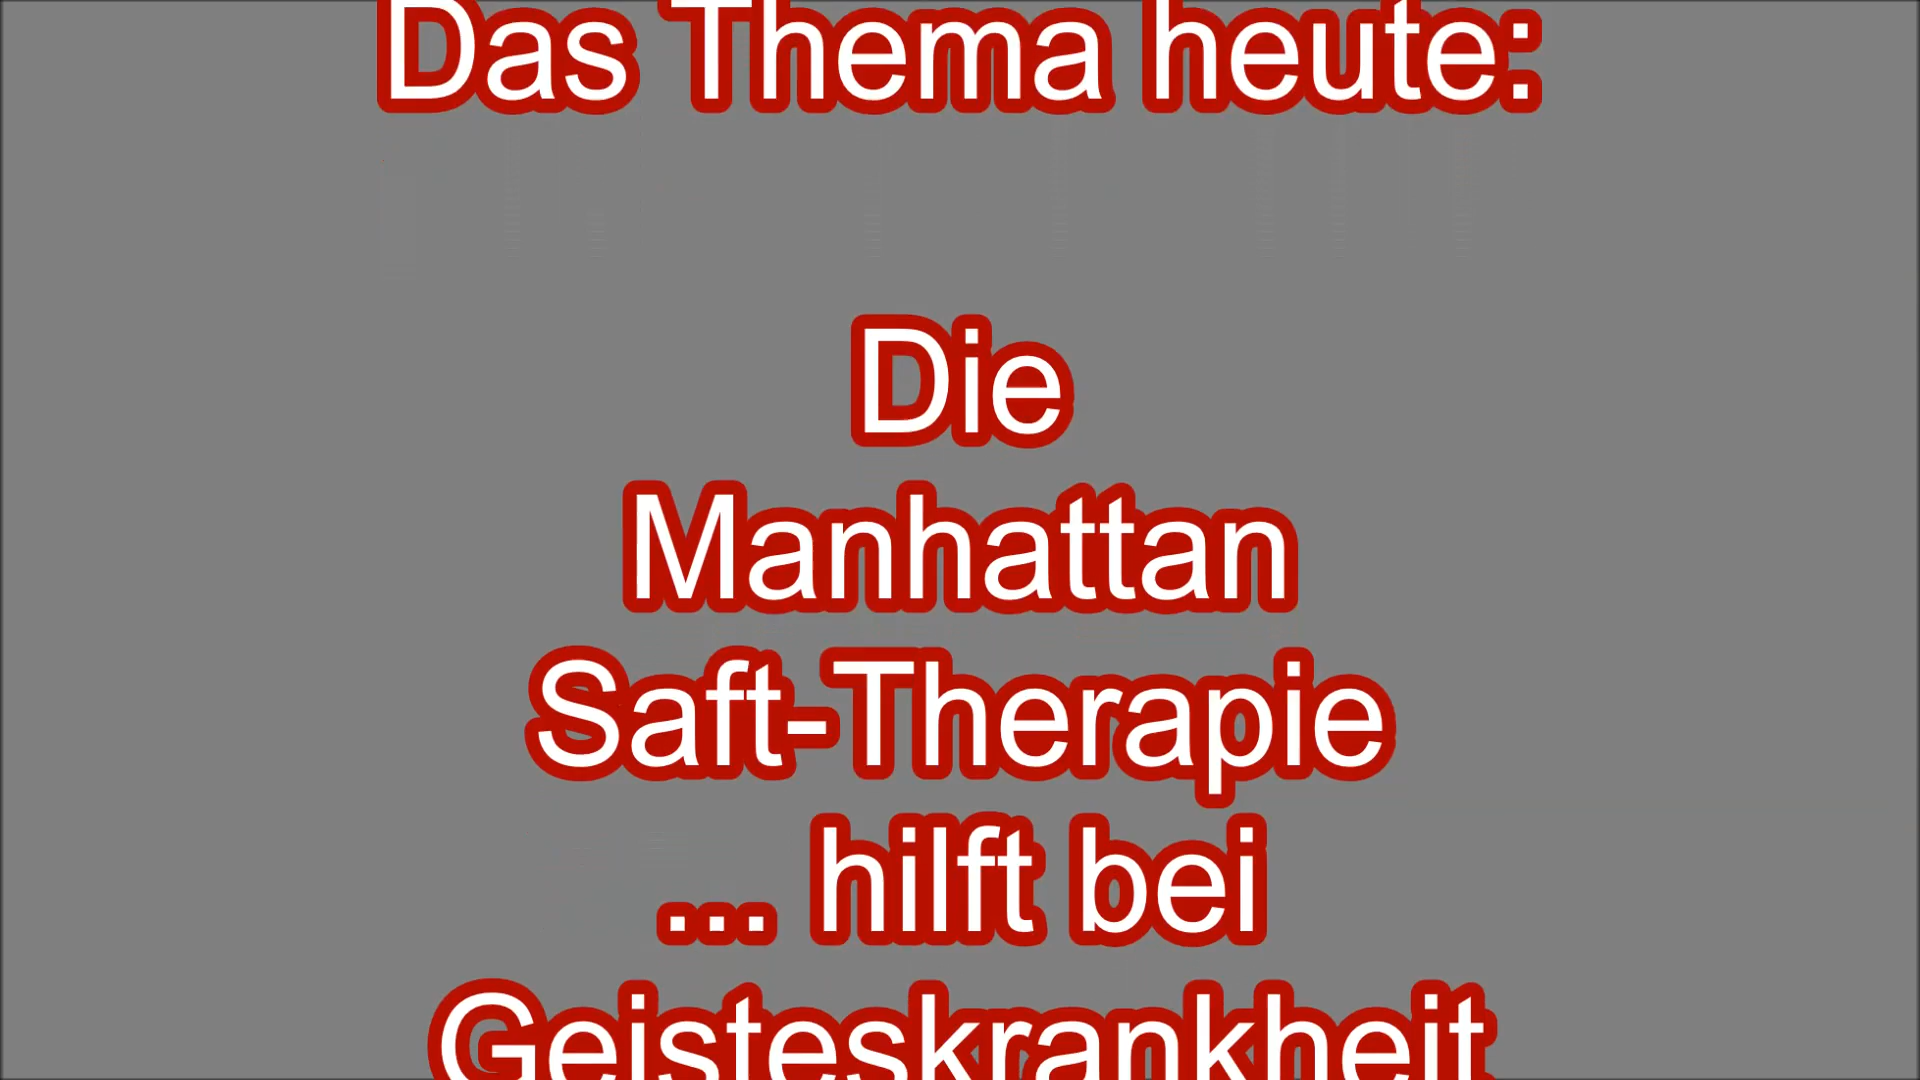 Das Thema heute:
Die
Manhattan
Saft-Therapie
... hilft bei
Geisteskrankheit